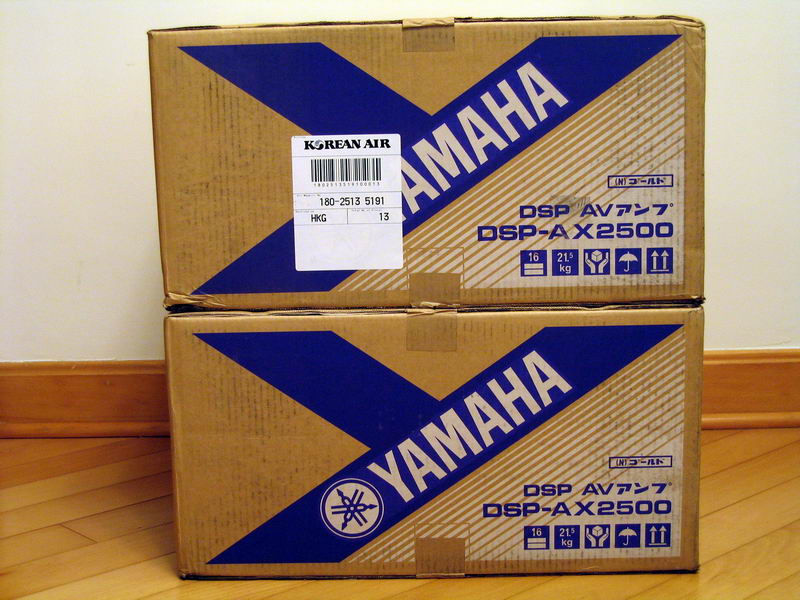 KOREAN AIR
180-2513 5191
HKG
13
YAMAHA
(N) ゴールド
DSP AVアンプ
DSP-AX2500
16
21.5
kg
YAMAHA
(N) ゴールド
DSP AVアンプ
DSP-AX2500
16
21.5
kg